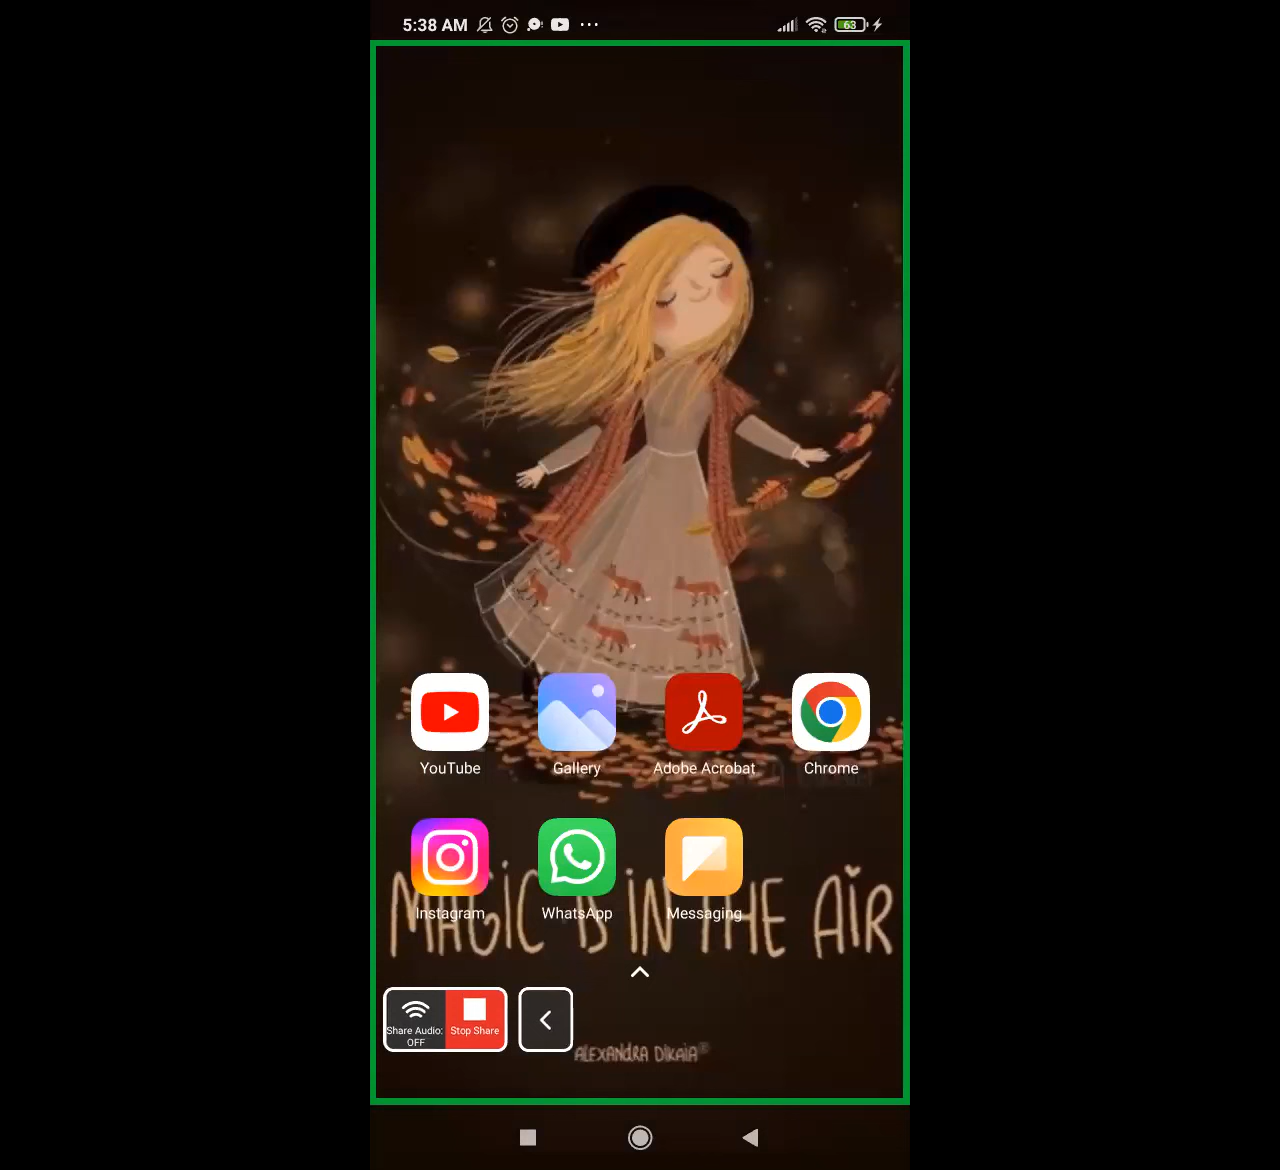 5:38 AM
63
YouTube
Gallery
Adobe Acrobat
Chrome
Instagram
WhatsApp
Messaging
MAGIC IS IN THE AIR
Share Audio:
OFF
Stop Share
ALEXANDRA DIKAIA®